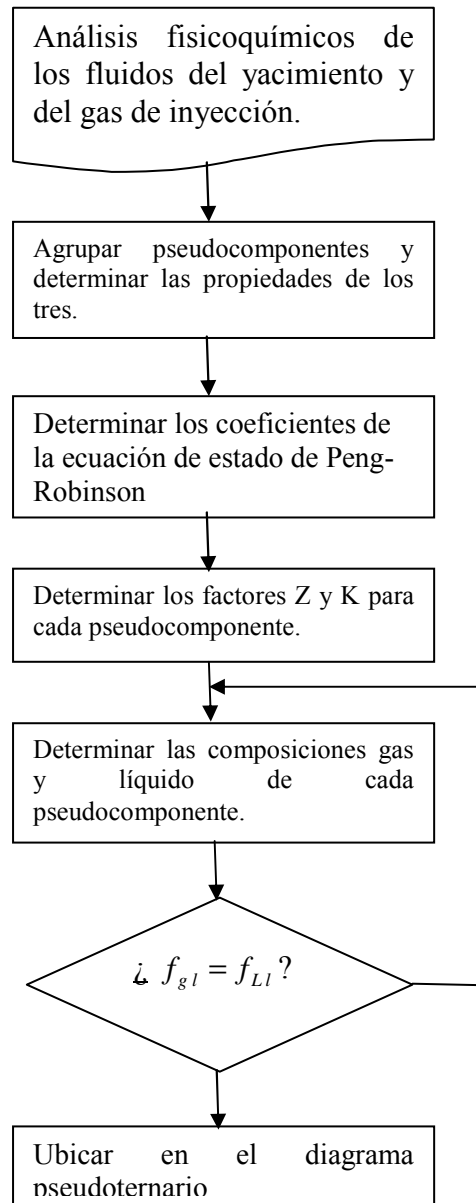 Análisis fisicoquímicos de
los fluidos del yacimiento y
del gas de inyección.
Agrupar pseudocomponentes y
determinar las propiedades de los
tres.
Determinar los coeficientes de
la ecuación de estado de Peng-
Robinson
Determinar los factores Z y K para
cada pseudocomponente.
Determinar las composiciones gas
y líquido de cada
pseudocomponente.
¿ f_{g l} = f_{L l} ?
Ubicar en el diagrama
pseudoternario